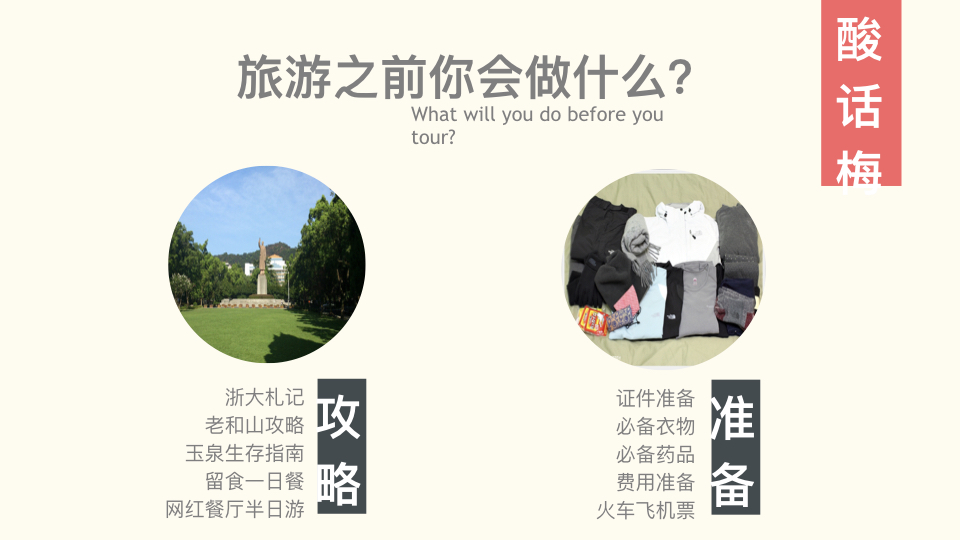 旅游之前你会做什么?
What will you do before you
tour?
酸
话
梅
浙大札记
老和山攻略
玉泉生存指南
留食一日餐
网红餐厅半日游
攻
略
证件准备
必备衣物
必备药品
费用准备
火车飞机票
准
备